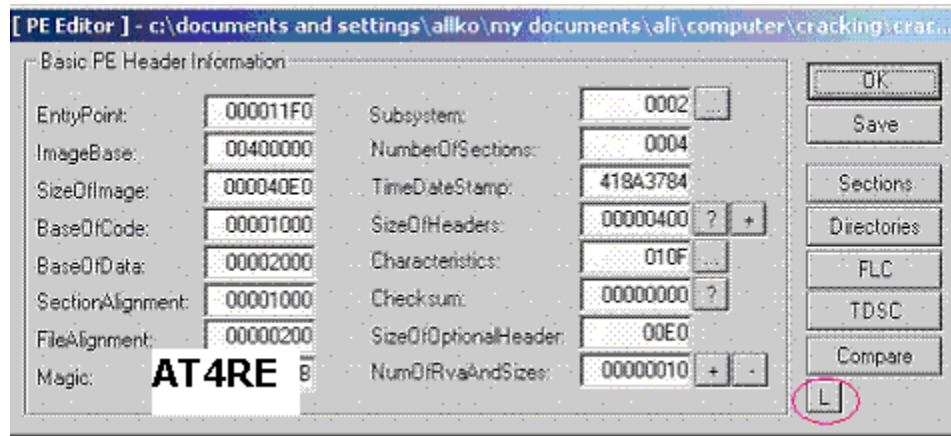 [ PE Editor ] - c:\documents and settings\allko\my documents\ali\computer\cracking\crac...
Basic PE Header Information
EntryPoint: 000011F0
ImageBase: 00400000
SizeOfImage: 000040E0
BaseOfCode: 00001000
BaseOfData: 00002000
SectionAlignment: 00001000
FileAlignment: 00000200
Magic: B
AT4RE
Subsystem: 0002 ...
NumberOfSections: 0004
TimeDateStamp: 418A3784
SizeOfHeaders: 00000400 ? +
Characteristics: 010F ...
Checksum: 00000000 ?
SizeOfOptionalHeader: 00E0
NumOfRvaAndSizes: 00000010 + -
OK
Save
Sections
Directories
FLC
TDSC
Compare
L